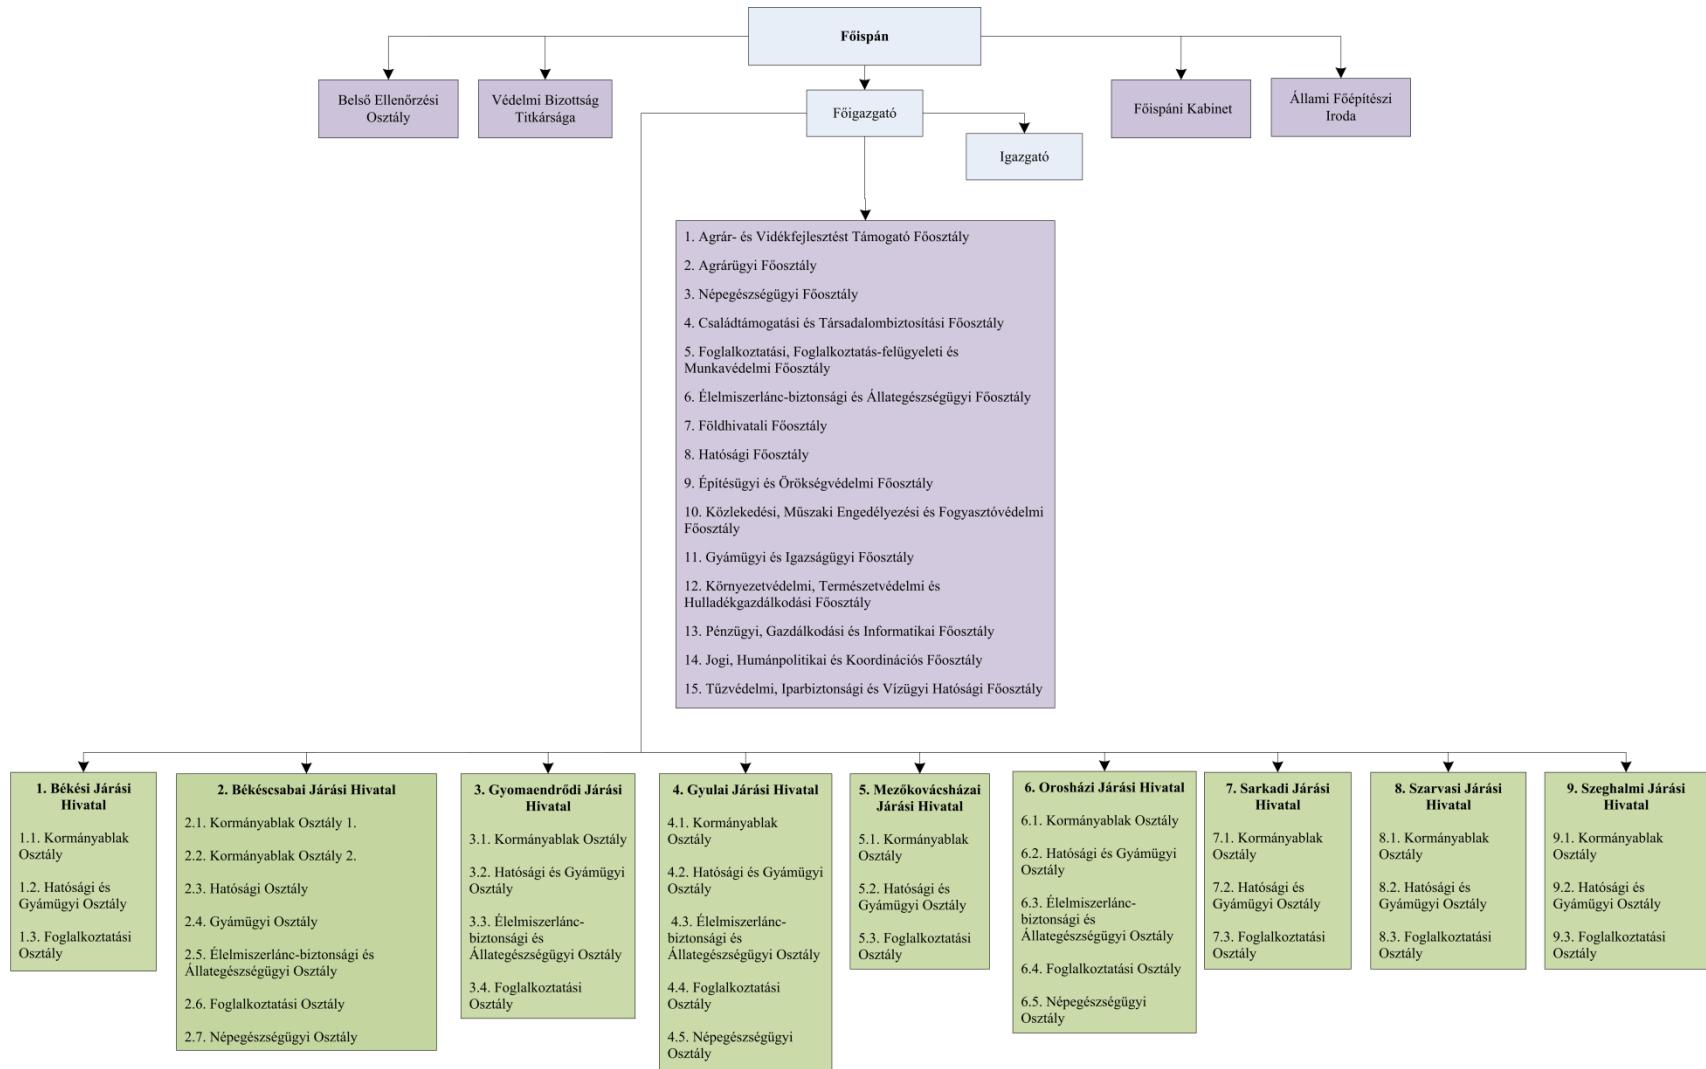 Főispán
Belső Ellenőrzési
Osztály
Védelmi Bizottság
Titkársága
Főigazgató
Igazgató
Főispáni Kabinet
Állami Főépítészi
Iroda
1. Agrár- és Vidékfejlesztést Támogató Főosztály
2. Agrárügyi Főosztály
3. Népegészségügyi Főosztály
4. Családtámogatási és Társadalombiztosítási Főosztály
5. Foglalkoztatási, Foglalkoztatás-felügyeleti és
Munkavédelmi Főosztály
6. Élelmiszerlánc-biztonsági és Állategészségügyi Főosztály
7. Földhivatali Főosztály
8. Hatósági Főosztály
9. Építésügyi és Örökségvédelmi Főosztály
10. Közlekedési, Műszaki Engedélyezési és Fogyasztóvédelmi
Főosztály
11. Gyámügyi és Igazságügyi Főosztály
12. Környezetvédelmi, Természetvédelmi és
Hulladékgazdálkodási Főosztály
13. Pénzügyi, Gazdálkodási és Informatikai Főosztály
14. Jogi, Humánpolitikai és Koordinációs Főosztály
15. Tűzvédelmi, Iparbiztonsági és Vízügyi Hatósági Főosztály
1. Békési Járási
Hivatal
1.1. Kormányablak
Osztály
1.2. Hatósági és
Gyámügyi Osztály
1.3. Foglalkoztatási
Osztály
2. Békéscsabai Járási Hivatal
2.1. Kormányablak Osztály 1.
2.2. Kormányablak Osztály 2.
2.3. Hatósági Osztály
2.4. Gyámügyi Osztály
2.5. Élelmiszerlánc-biztonsági és
Állategészségügyi Osztály
2.6. Foglalkoztatási Osztály
2.7. Népegészségügyi Osztály
3. Gyomaendrődi Járási
Hivatal
3.1. Kormányablak Osztály
3.2. Hatósági és Gyámügyi
Osztály
3.3. Élelmiszerlánc-
biztonsági és
Állategészségügyi Osztály
3.4. Foglalkoztatási
Osztály
4. Gyulai Járási Hivatal
4.1. Kormányablak
Osztály
4.2. Hatósági és Gyámügyi
Osztály
4.3. Élelmiszerlánc-
biztonsági és
Állategészségügyi Osztály
4.4. Foglalkoztatási
Osztály
4.5. Népegészségügyi
Osztály
5. Mezőkovácsházai
Járási Hivatal
5.1. Kormányablak
Osztály
5.2. Hatósági és
Gyámügyi Osztály
5.3. Foglalkoztatási
Osztály
6. Orosházi Járási Hivatal
6.1. Kormányablak Osztály
6.2. Hatósági és Gyámügyi
Osztály
6.3. Élelmiszerlánc-
biztonsági és
Állategészségügyi Osztály
6.4. Foglalkoztatási Osztály
6.5. Népegészségügyi
Osztály
7. Sarkadi Járási
Hivatal
7.1. Kormányablak
Osztály
7.2. Hatósági és
Gyámügyi Osztály
7.3. Foglalkoztatási
Osztály
8. Szarvasi Járási
Hivatal
8.1. Kormányablak
Osztály
8.2. Hatósági és
Gyámügyi Osztály
8.3. Foglalkoztatási
Osztály
9. Szeghalmi Járási
Hivatal
9.1. Kormányablak
Osztály
9.2. Hatósági és
Gyámügyi Osztály
9.3. Foglalkoztatási
Osztály